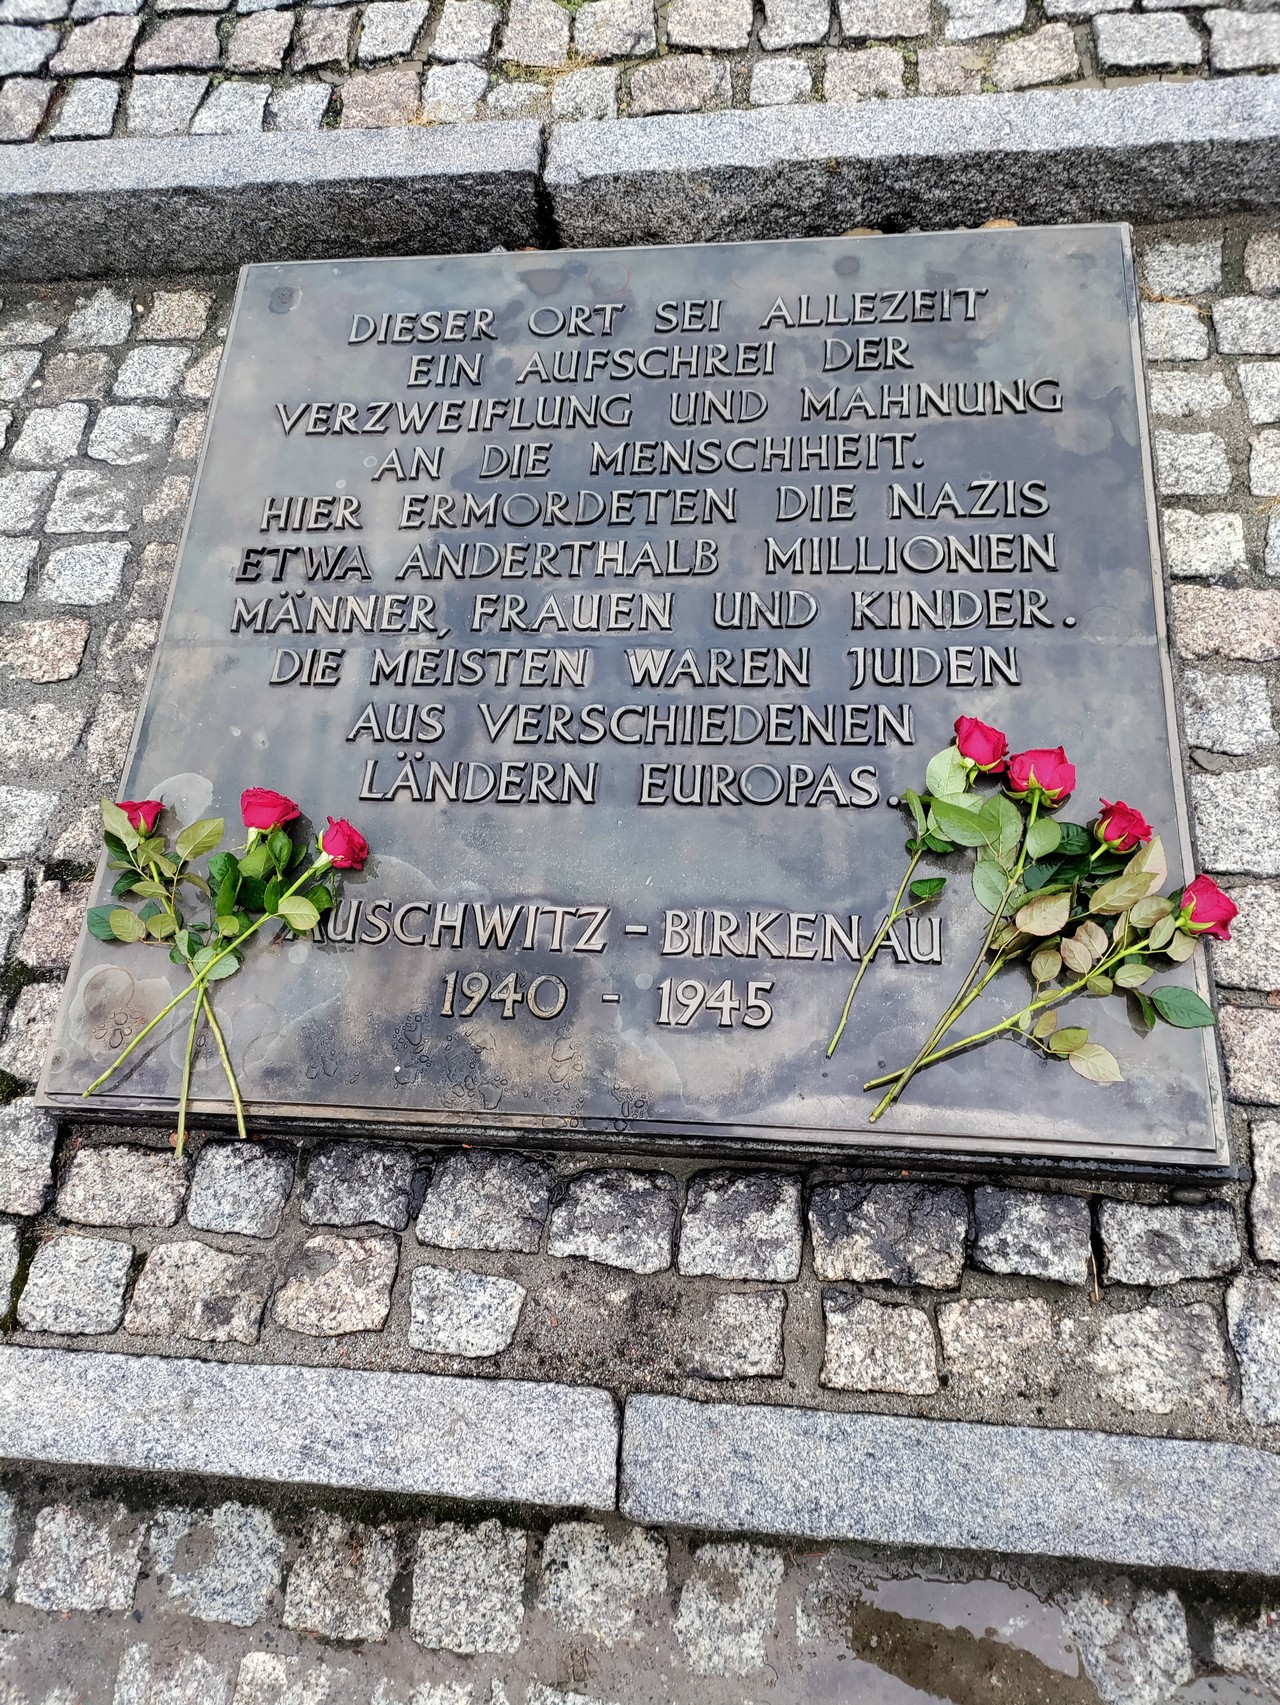 DIESER ORT SEI ALLEZEIT
EIN AUFSCHREI DER
VERZWEIFLUNG UND MAHNUNG
AN DIE MENSCHHEIT.
HIER ERMORDETEN DIE NAZIS
ETWA ANDERTHALB MILLIONEN
MÄNNER, FRAUEN UND KINDER.
DIE MEISTEN WAREN JUDEN
AUS VERSCHIEDENEN
LÄNDERN EUROPAS.
AUSCHWITZ - BIRKENAU
1940 - 1945